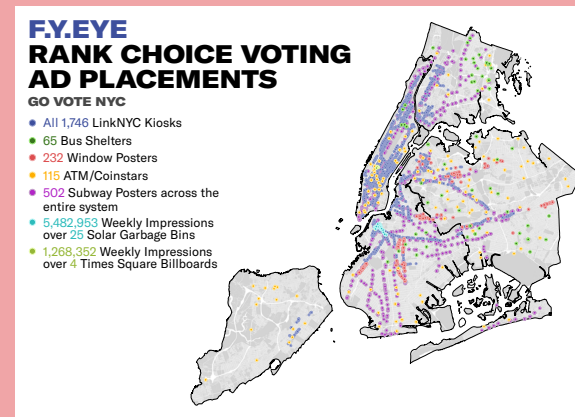 F.Y.EYE
RANK CHOICE VOTING
AD PLACEMENTS
GO VOTE NYC
All 1,746 LinkNYC Kiosks
65 Bus Shelters
232 Window Posters
115 ATM/Coinstars
502 Subway Posters across the
entire system
5,482,953 Weekly Impressions
over 25 Solar Garbage Bins
1,268,352 Weekly Impressions
over 4 Times Square Billboards